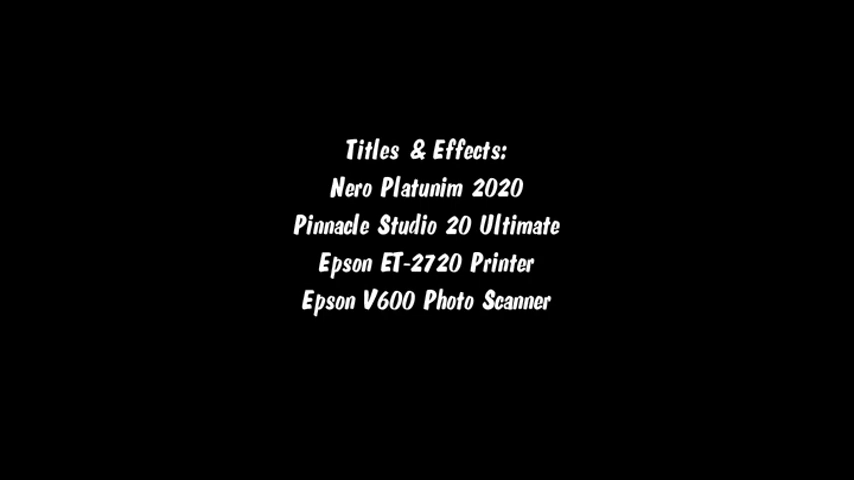 Titles & Effects:
Nero Platunim 2020
Pinnacle Studio 20 Ultimate
Epson ET-2720 Printer
Epson V600 Photo Scanner